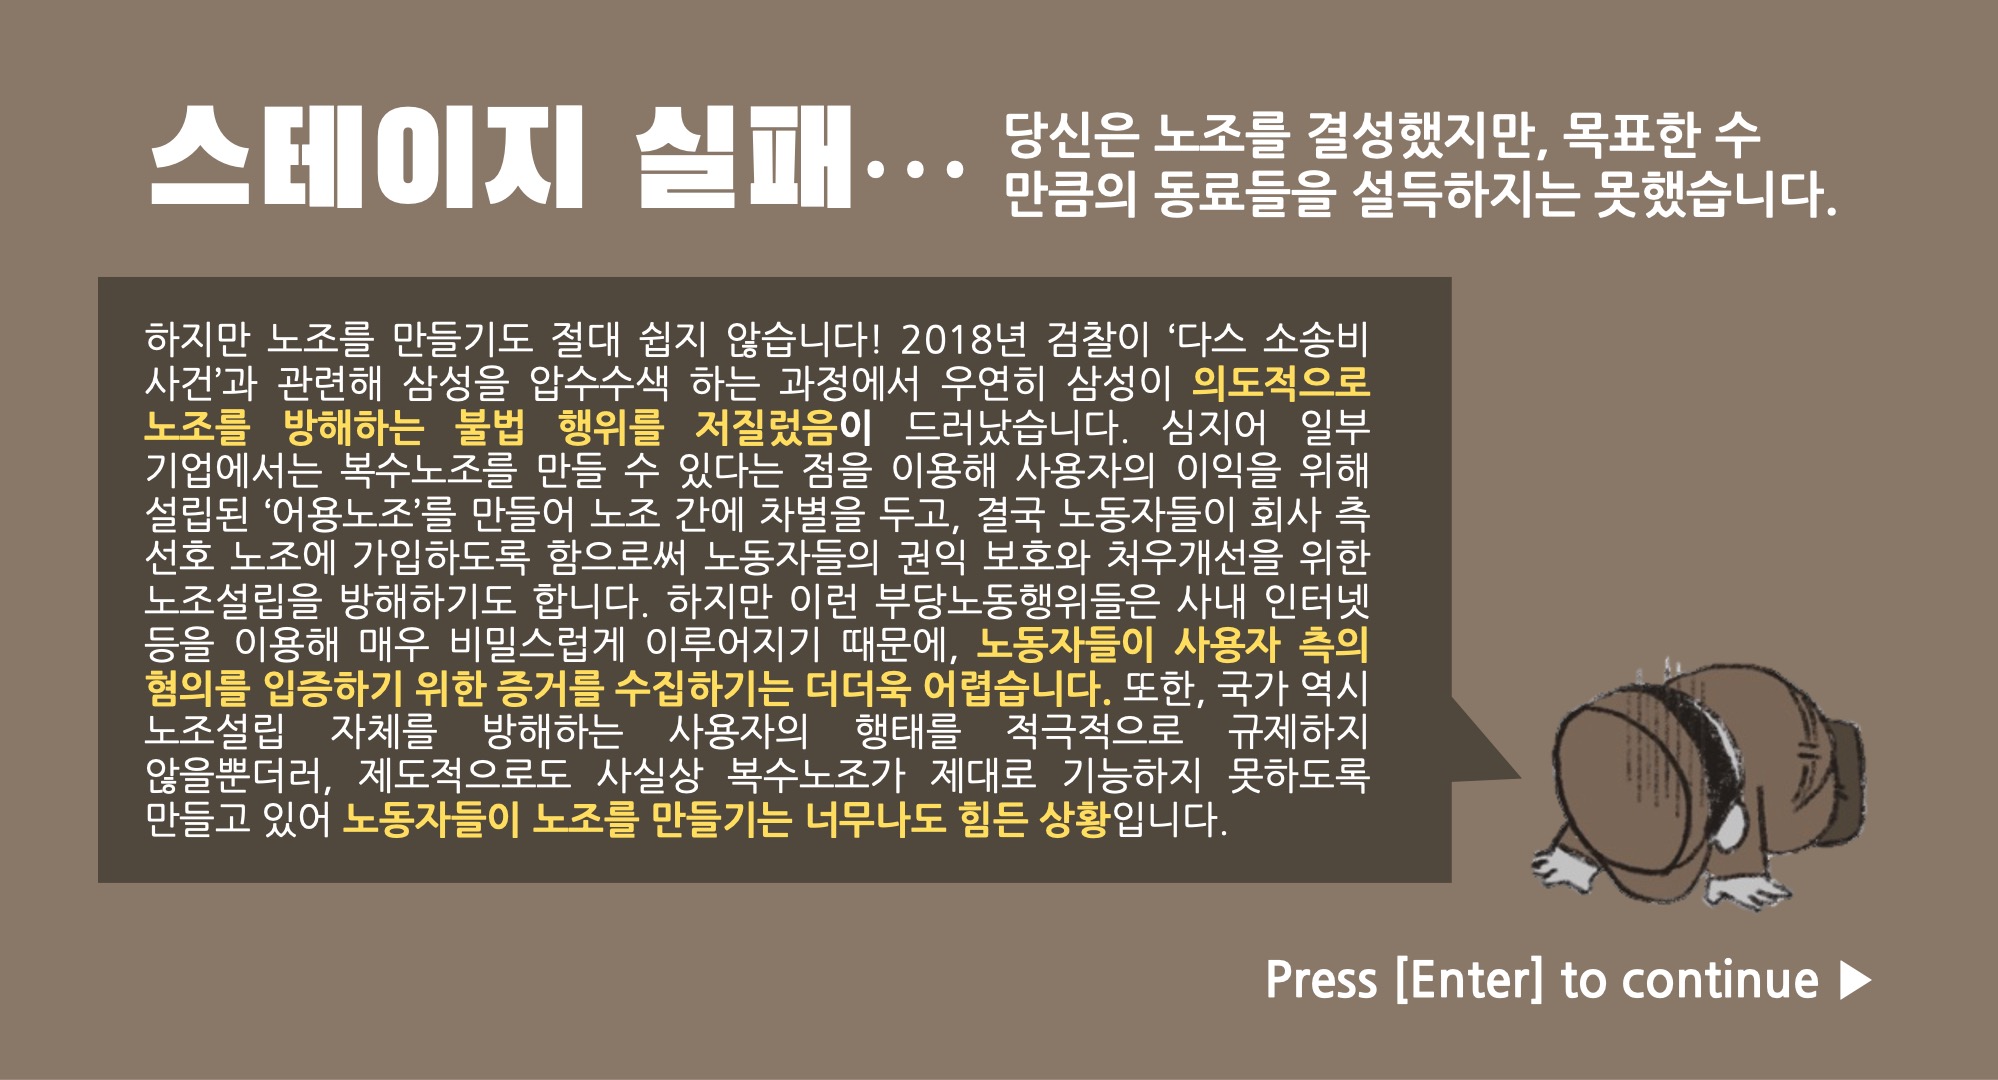 스테이지 실패...
당신은 노조를 결성했지만, 목표한 수
만큼의 동료들을 설득하지는 못했습니다.
하지만 노조를 만들기도 절대 쉽지 않습니다! 2018년 검찰이 ‘다스 소송비
사건’과 관련해 삼성을 압수수색 하는 과정에서 우연히 삼성이 의도적으로
노조를 방해하는 불법 행위를 저질렀음이 드러났습니다. 심지어 일부
기업에서는 복수노조를 만들 수 있다는 점을 이용해 사용자의 이익을 위해
설립된 ‘어용노조’를 만들어 노조 간에 차별을 두고, 결국 노동자들이 회사 측
선호 노조에 가입하도록 함으로써 노동자들의 권익 보호와 처우개선을 위한
노조설립을 방해하기도 합니다. 하지만 이런 부당노동행위들은 사내 인터넷
등을 이용해 매우 비밀스럽게 이루어지기 때문에, 노동자들이 사용자 측의
혐의를 입증하기 위한 증거를 수집하기는 더더욱 어렵습니다. 또한, 국가 역시
노조설립 자체를 방해하는 사용자의 행태를 적극적으로 규제하지
않을뿐더러, 제도적으로도 사실상 복수노조가 제대로 기능하지 못하도록
만들고 있어 노동자들이 노조를 만들기는 너무나도 힘든 상황입니다.
Press [Enter] to continue ▶